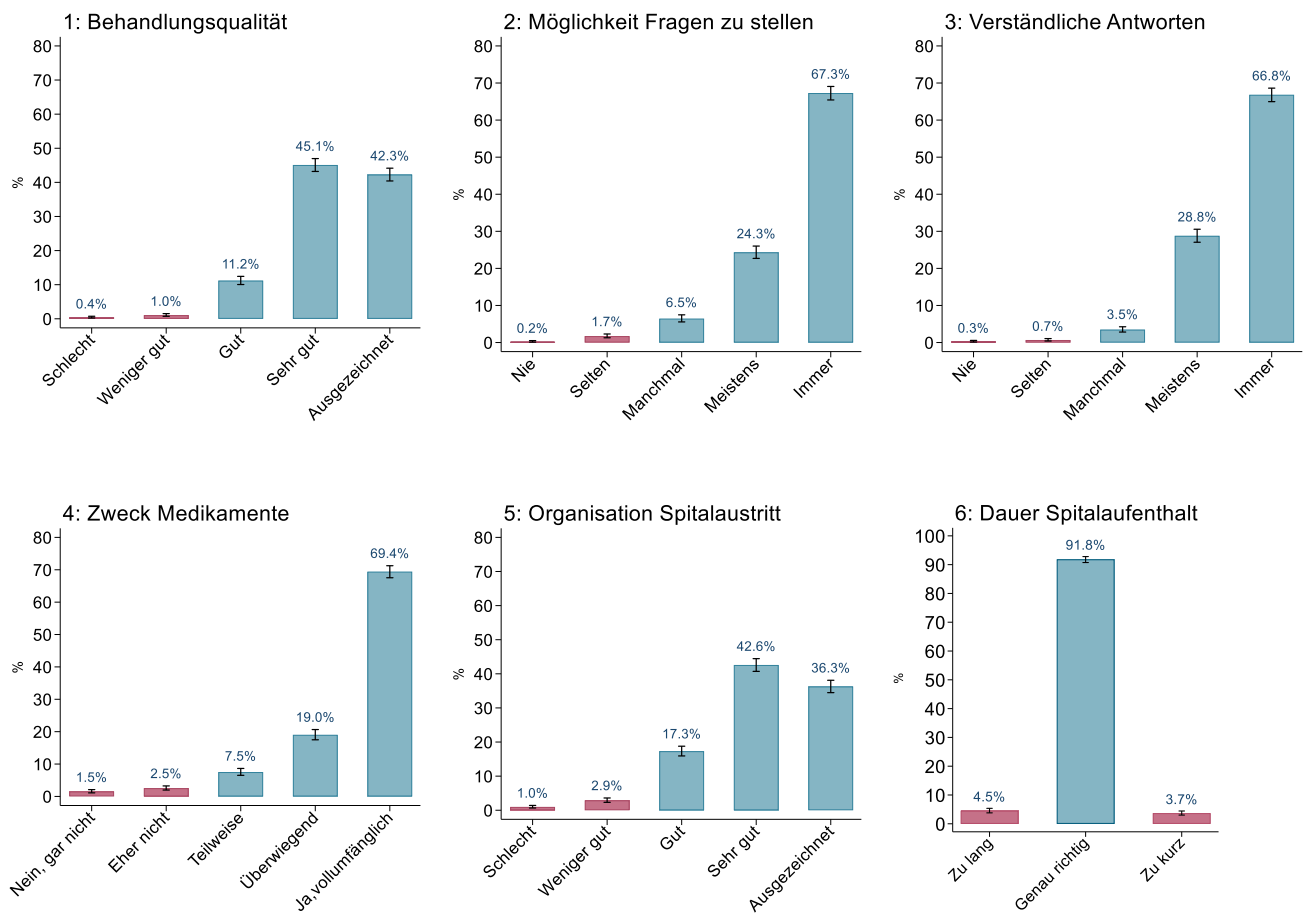 1: Behandlungsqualität
80
70
60
50
40
30
20
10
0
%
0.4%
1.0%
11.2%
45.1%
42.3%
Schlecht
Weniger gut
Gut
Sehr gut
Ausgezeichnet
2: Möglichkeit Fragen zu stellen
80
70
60
50
40
30
20
10
0
%
0.2%
1.7%
6.5%
24.3%
67.3%
Nie
Selten
Manchmal
Meistens
Immer
3: Verständliche Antworten
80
70
60
50
40
30
20
10
0
%
0.3%
0.7%
3.5%
28.8%
66.8%
Nie
Selten
Manchmal
Meistens
Immer
4: Zweck Medikamente
80
70
60
50
40
30
20
10
0
%
1.5%
2.5%
7.5%
19.0%
69.4%
Nein, gar nicht
Eher nicht
Teilweise
Überwiegend
Ja,vollumfänglich
5: Organisation Spitalaustritt
80
70
60
50
40
30
20
10
0
%
1.0%
2.9%
17.3%
42.6%
36.3%
Schlecht
Weniger gut
Gut
Sehr gut
Ausgezeichnet
6: Dauer Spitalaufenthalt
100
90
80
70
60
50
40
30
20
10
0
%
4.5%
91.8%
3.7%
Zu lang
Genau richtig
Zu kurz